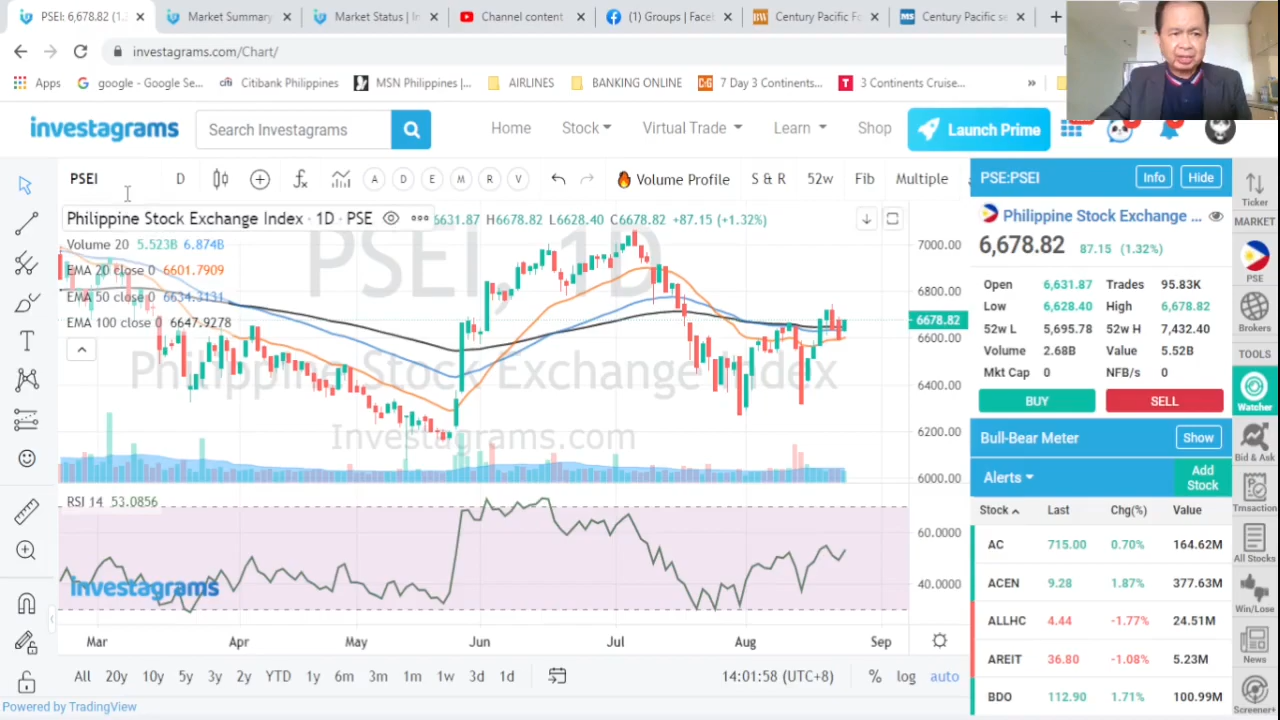 PSEI: 6,678.82 (1.
Market Summary
Market Status | In
Channel content
(1) Groups | Face
Century Pacific Fo
Century Pacific se
investagrams.com/Chart/
Apps
google - Google Se...
Citibank Philippines
MSN Philippines |...
AIRLINES
BANKING ONLINE
7 Day 3 Continents...
3 Continents Cruise...
»
investagrams
Search Investagrams
Home
Stock
Virtual Trade
Learn
Shop
Launch Prime
PSEI
D
A
D
E
M
R
V
Volume Profile
S & R
52w
Fib
Multiple
Philippine Stock Exchange Index · 1D · PSE
6631.87 H6678.82 L6628.40 C6678.82 +87.15 (+1.32%)
Volume 20 5.523B 6.874B
EMA 20 close 0 6601.7909
EMA 50 close 0 6634.3131
EMA 100 close 0 6647.9278
PSEI, 1D
Philippine Stock Exchange Index
Investagrams.com
7000.00
6800.00
6678.82
6600.00
6400.00
6200.00
6000.00
RSI 14 53.0856
60.0000
40.0000
investagrams
Mar
Apr
May
Jun
Jul
Aug
Sep
All
20y
10y
5y
3y
2y
YTD
1y
6m
3m
1m
1w
3d
1d
14:01:58 (UTC+8)
%
log
auto
Powered by TradingView
PSE:PSEI
Info
Hide
Philippine Stock Exchange ...
6,678.82 87.15 (1.32%)
Open 6,631.87 Trades 95.83K
Low 6,628.40 High 6,678.82
52w L 5,695.78 52w H 7,432.40
Volume 2.68B Value 5.52B
Mkt Cap 0 NFB/s 0
BUY
SELL
Bull-Bear Meter
Show
Alerts
Add
Stock
Stock Last Chg(%) Value
AC 715.00 0.70% 164.62M
ACEN 9.28 1.87% 377.63M
ALLHC 4.44 -1.77% 24.51M
AREIT 36.80 -1.08% 5.23M
BDO 112.90 1.71% 100.99M
Ticker
MARKET
PSE
Brokers
TOOLS
Watcher
Bid & Ask
Trnsaction
All Stocks
Win/Lose
News
Screener+